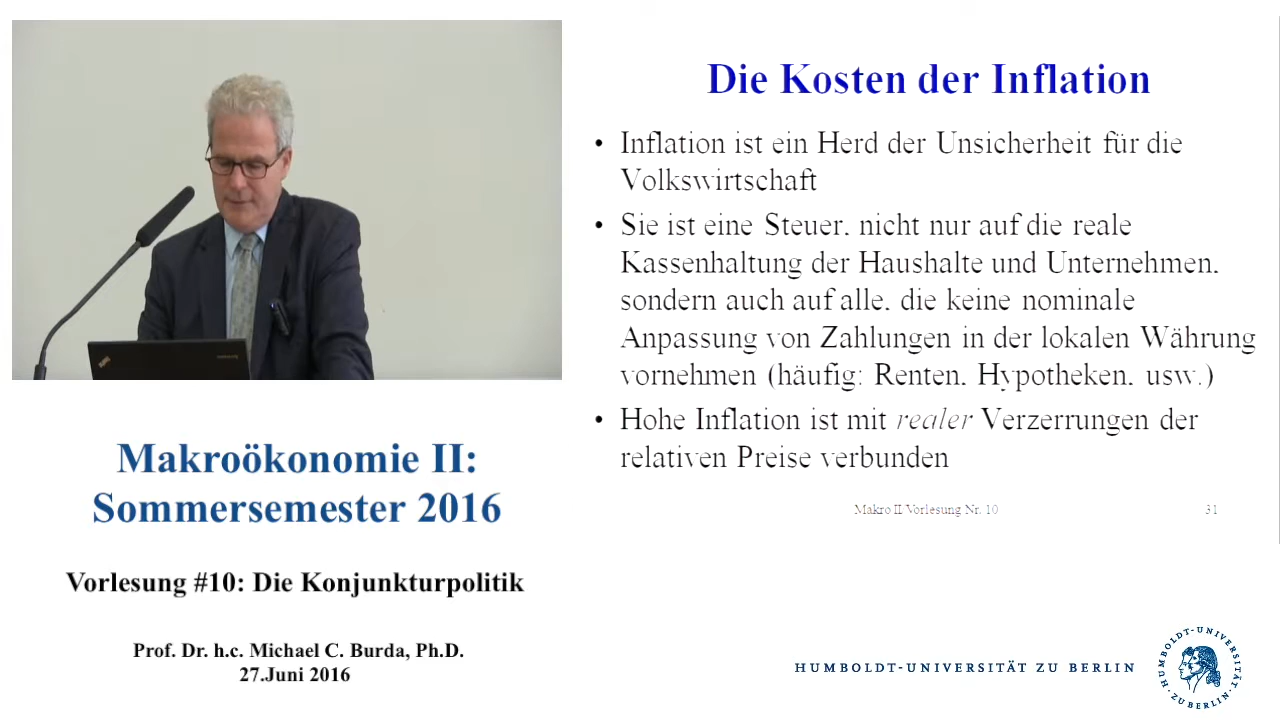 Die Kosten der Inflation
• Inflation ist ein Herd der Unsicherheit für die
Volkswirtschaft
• Sie ist eine Steuer, nicht nur auf die reale
Kassenhaltung der Haushalte und Unternehmen,
sondern auch auf alle, die keine nominale
Anpassung von Zahlungen in der lokalen Währung
vornehmen (häufig: Renten, Hypotheken, usw.)
• Hohe Inflation ist mit realer Verzerrungen der
relativen Preise verbunden
Makro II Vorlesung Nr. 10
31
Makroökonomie II:
Sommersemester 2016
Vorlesung #10: Die Konjunkturpolitik
Prof. Dr. h.c. Michael C. Burda, Ph.D.
27.Juni 2016
HUMBOLDT-UNIVERSITÄT ZU BERLIN
HUMBOLDT-UNIVERSITÄT
ZU BERLIN